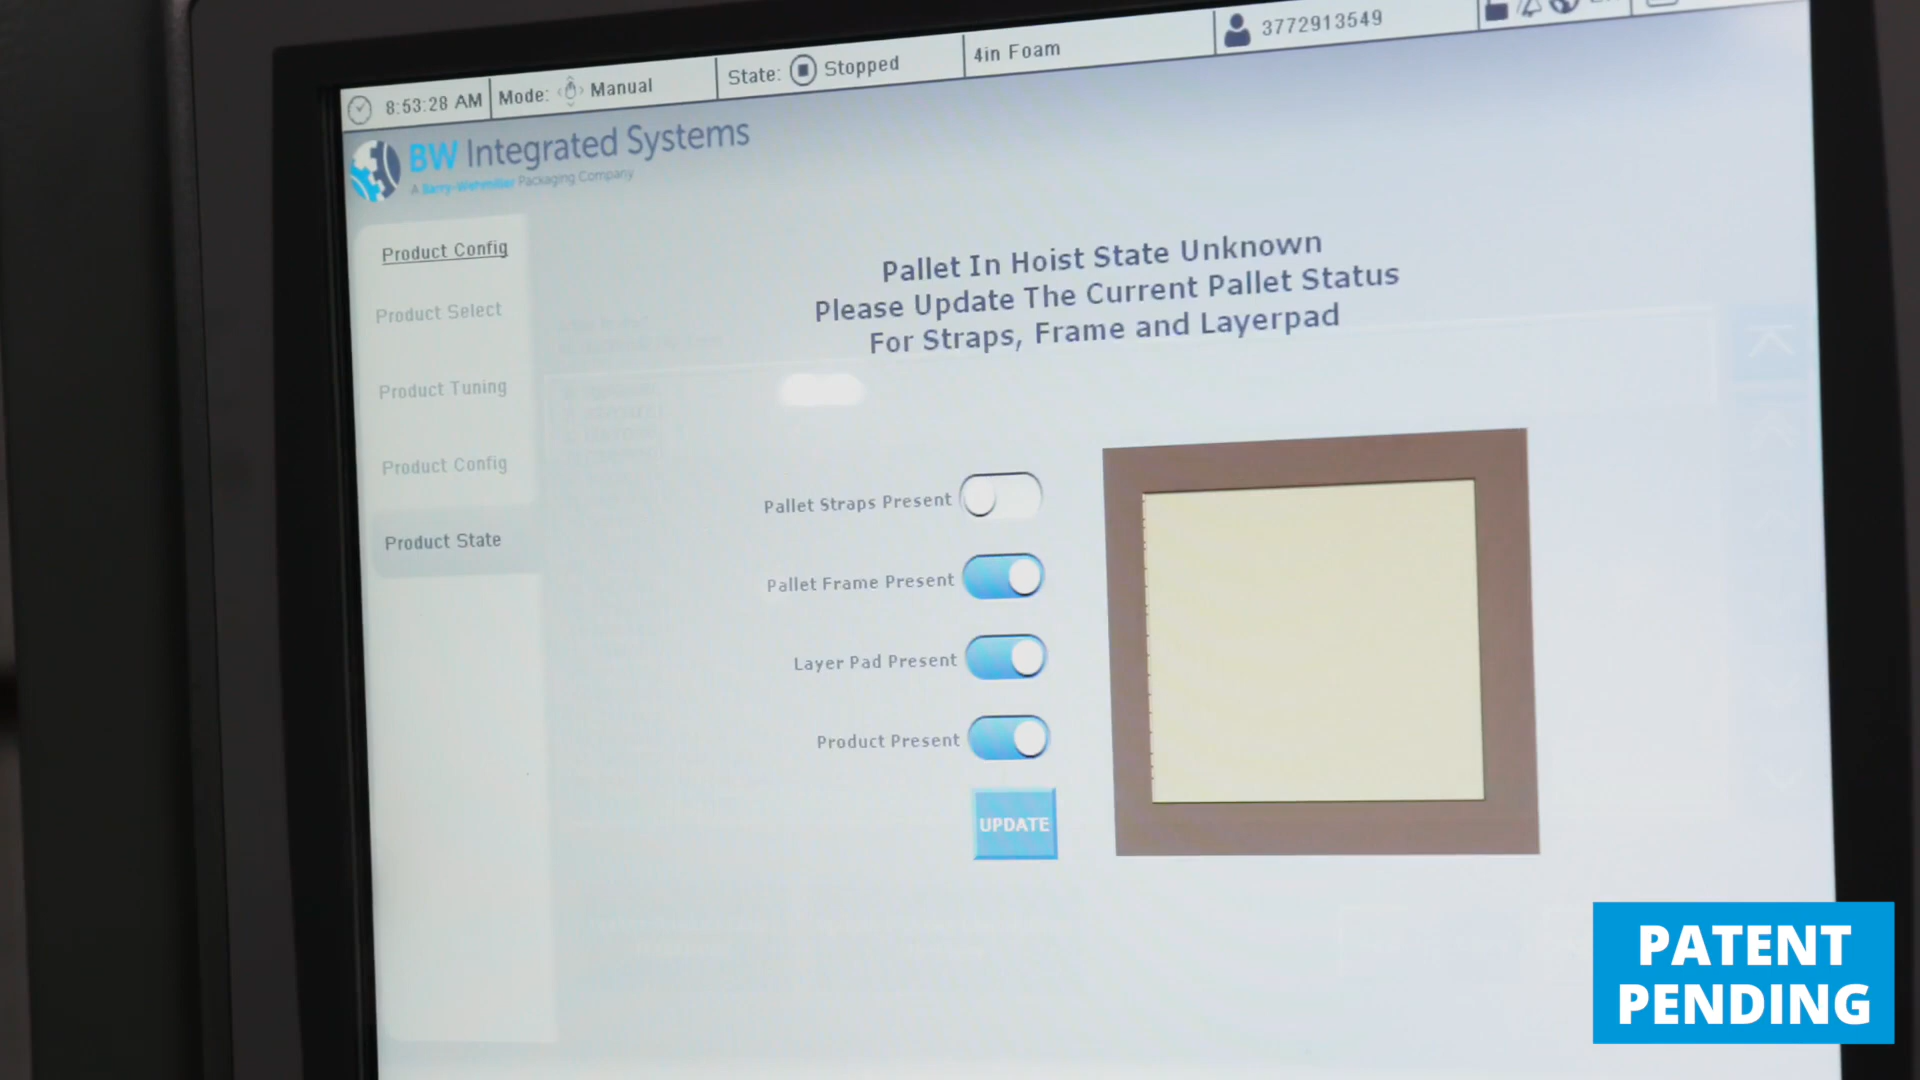 8:53:28 AM
Mode: Manual
State: Stopped
4in Foam
3772913549
BW Integrated Systems
A Barry-Wehmiller Packaging Company
Product Config
Product Select
Product Tuning
Product Config
Product State
Pallet In Hoist State Unknown
Please Update The Current Pallet Status
For Straps, Frame and Layerpad
Pallet Straps Present
Pallet Frame Present
Layer Pad Present
Product Present
UPDATE
PATENT
PENDING